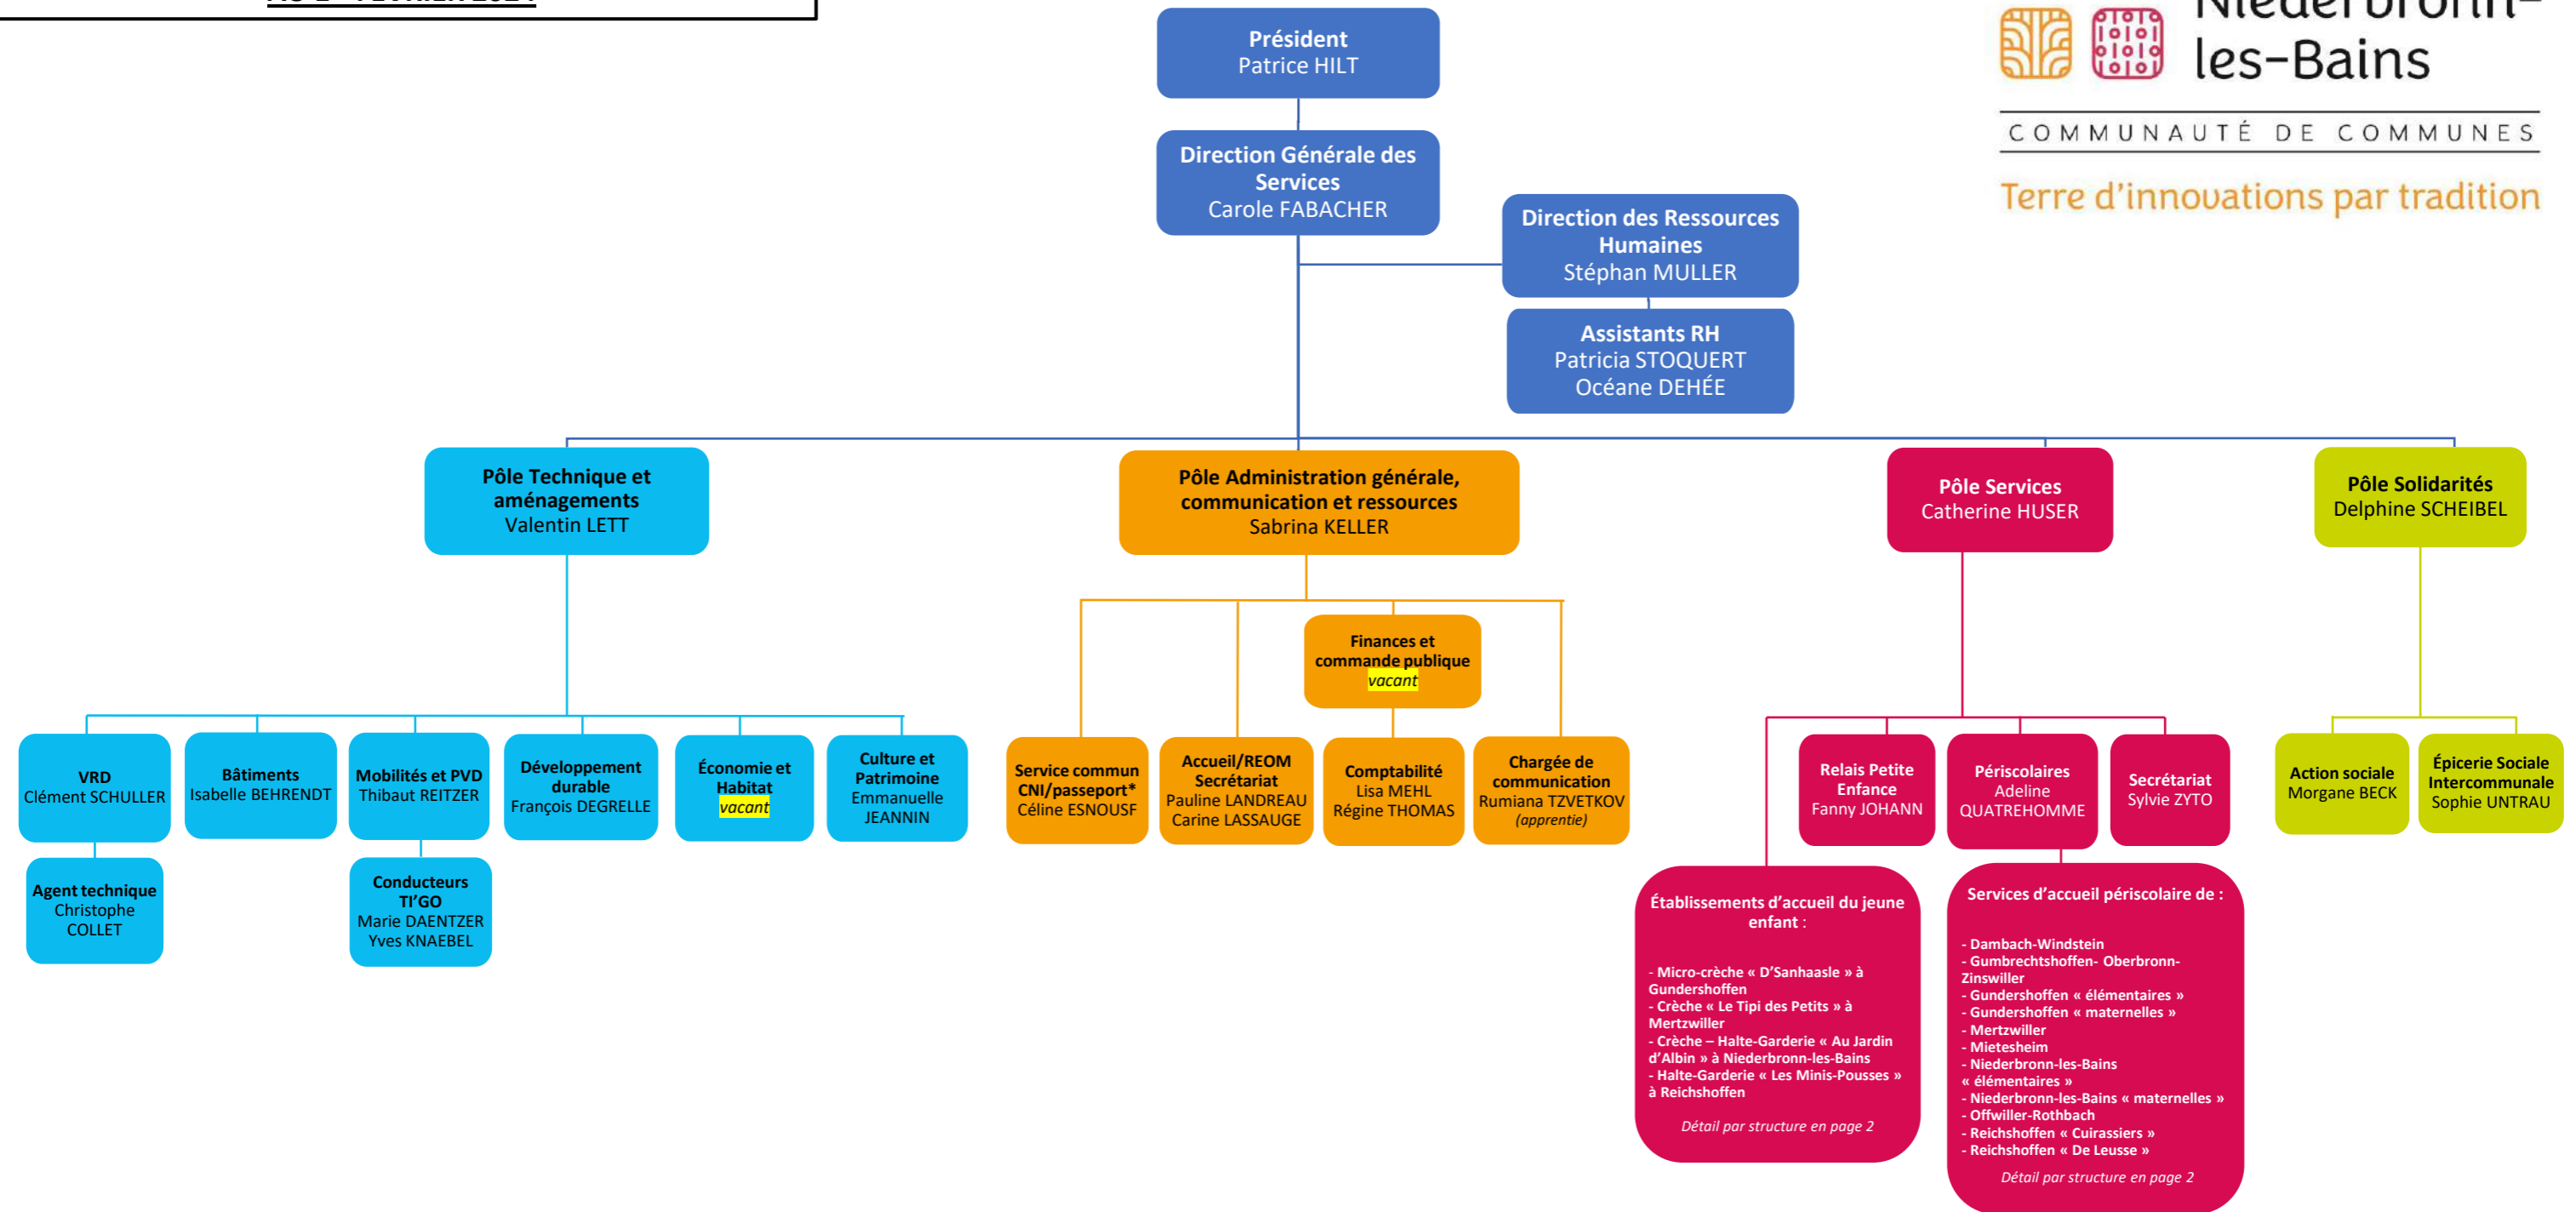 Président
Patrice HILT
Direction Générale des
Services
Carole FABACHER
Direction des Ressources
Humaines
Stéphan MULLER
Assistants RH
Patricia STOQUERT
Océane DEHÉE
les-Bains
COMMUNAUTÉ DE COMMUNES
Terre d'innovations par tradition
Pôle Technique et
aménagements
Valentin LETT
Pôle Administration générale,
communication et ressources
Sabrina KELLER
Pôle Services
Catherine HUSER
Pôle Solidarités
Delphine SCHEIBEL
Finances et
commande publique
vacant
VRD
Clément SCHULLER
Bâtiments
Isabelle BEHRENDT
Mobilités et PVD
Thibaut REITZER
Développement
durable
François DEGRELLE
Économie et
Habitat
vacant
Culture et
Patrimoine
Emmanuelle
JEANNIN
Service commun
CNI/passeport*
Céline ESNOUSF
Accueil/REOM
Secrétariat
Pauline LANDREAU
Carine LASSAUGE
Comptabilité
Lisa MEHL
Régine THOMAS
Chargée de
communication
Rumiana TZVETKOV
(apprentie)
Relais Petite
Enfance
Fanny JOHANN
Périscolaires
Adeline
QUATREHOMME
Secrétariat
Sylvie ZYTO
Action sociale
Morgane BECK
Épicerie Sociale
Intercommunale
Sophie UNTRAU
Agent technique
Christophe
COLLET
Conducteurs
TI'GO
Marie DAENTZER
Yves KNAEBEL
Établissements d'accueil du jeune
enfant :
- Micro-crèche « D'Sanhaasle » à
Gundershoffen
- Crèche « Le Tipi des Petits » à
Mertzwiller
- Crèche – Halte-Garderie « Au Jardin
d'Albin » à Niederbronn-les-Bains
- Halte-Garderie « Les Minis-Pousses »
à Reichshoffen
Détail par structure en page 2
Services d'accueil périscolaire de :
- Dambach-Windstein
- Gumbrechtshoffen- Oberbronn-
Zinswiller
- Gundershoffen « élémentaires »
- Gundershoffen « maternelles »
- Mertzwiller
- Mietesheim
- Niederbronn-les-Bains
« élémentaires »
- Niederbronn-les-Bains « maternelles »
- Offwiller-Rothbach
- Reichshoffen « Cuirassiers »
- Reichshoffen « De Leusse »
Détail par structure en page 2